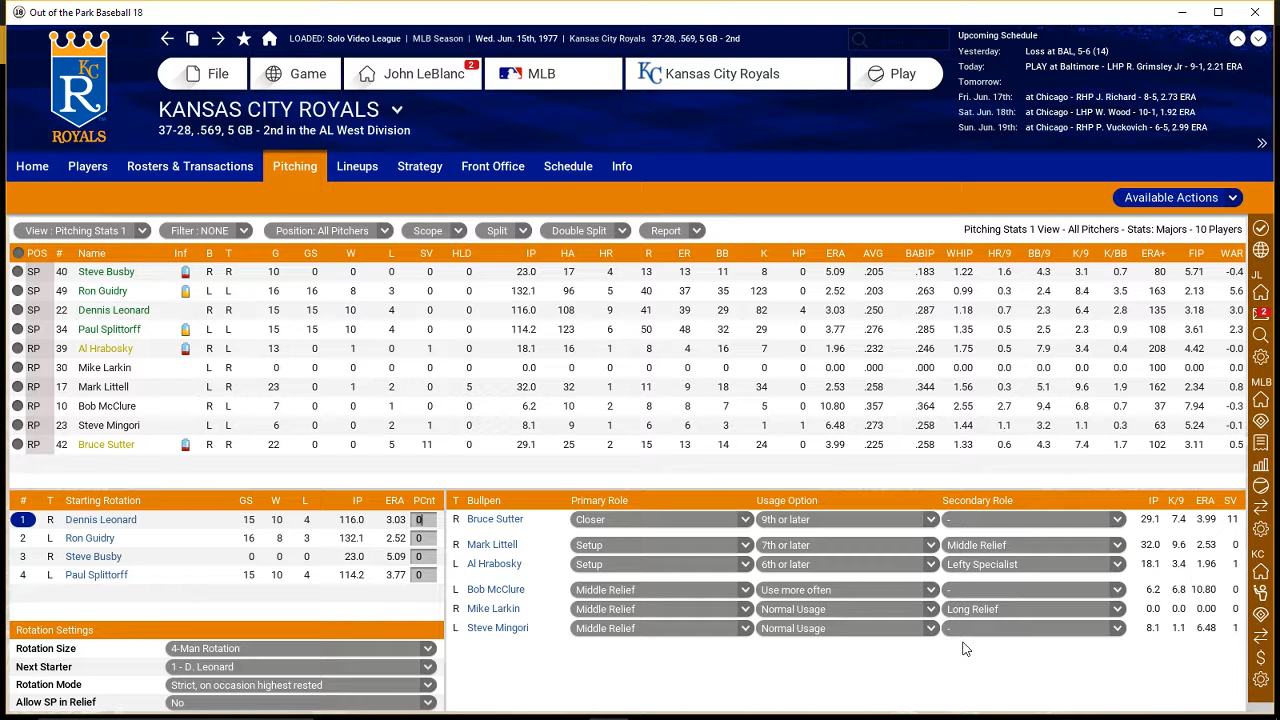 Out of the Park Baseball 18
LOADED: Solo Video League | MLB Season | Wed. Jun. 15th, 1977 | Kansas City Royals 37-28, .569, 5 GB - 2nd
File Game John LeBlanc 2 MLB Kansas City Royals Play
KC R ROYALS
KANSAS CITY ROYALS
37-28, .569, 5 GB - 2nd in the AL West Division
Upcoming Schedule
Yesterday: Loss at BAL, 5-6 (14)
Today: PLAY at Baltimore - LHP R. Grimsley Jr - 9-1, 2.21 ERA
Tomorrow:
Fri. Jun. 17th: at Chicago - RHP J. Richard - 8-5, 2.73 ERA
Sat. Jun. 18th: at Chicago - LHP W. Wood - 10-1, 1.92 ERA
Sun. Jun. 19th: at Chicago - RHP P. Vuckovich - 6-5, 2.99 ERA
Home Players Rosters & Transactions Pitching Lineups Strategy Front Office Schedule Info
Available Actions
View : Pitching Stats 1 Filter : NONE Position: All Pitchers Scope Split Double Split Report Pitching Stats 1 View - All Pitchers - Stats: Majors - 10 Players
POS # Name Inf B T G GS W L SV HLD IP HA HR R ER BB K HP ERA AVG BABIP WHIP HR/9 BB/9 K/9 K/BB ERA+ FIP WAR
SP 40 Steve Busby R R 10 0 0 0 0 0 23.0 17 4 13 13 11 8 0 5.09 .205 .183 1.22 1.6 4.3 3.1 0.7 80 5.71 -0.4
SP 49 Ron Guidry L L 16 16 8 3 0 0 132.1 96 5 40 37 35 123 0 2.52 .203 .263 0.99 0.3 2.4 8.4 3.5 163 2.13 5.6
SP 22 Dennis Leonard R R 15 15 10 4 0 0 116.0 108 9 41 39 29 82 4 3.03 .250 .287 1.18 0.7 2.3 6.4 2.8 135 3.18 3.0
SP 34 Paul Splittorff L L 15 15 10 4 0 0 114.2 123 6 50 48 32 29 0 3.77 .276 .285 1.35 0.5 2.5 2.3 0.9 108 3.61 2.3
RP 39 Al Hrabosky R L 13 0 1 0 1 0 18.1 16 1 8 4 16 7 0 1.96 .232 .246 1.75 0.5 7.9 3.4 0.4 208 4.42 -0.0
RP 30 Mike Larkin L R 0 0 0 0 0 0 0.0 0 0 0 0 0 0 0 0.00 .000 .000 0.00 0.0 0.0 0.0 0.0 100 0.00 0.0
RP 17 Mark Littell L R 23 0 1 2 0 5 32.0 32 1 11 9 18 34 0 2.53 .258 .344 1.56 0.3 5.1 9.6 1.9 162 2.34 0.8
RP 10 Bob McClure R L 7 0 0 1 0 0 6.2 10 2 8 8 7 5 0 10.80 .357 .364 2.55 2.7 9.4 6.8 0.7 37 7.94 -0.3
RP 23 Steve Mingori L L 6 0 0 2 1 0 8.1 9 1 6 6 3 1 1 6.48 .273 .258 1.44 1.1 3.2 1.1 0.3 63 5.24 -0.1
RP 42 Bruce Sutter R R 22 0 0 5 11 0 29.1 25 2 15 13 14 24 0 3.99 .225 .258 1.33 0.6 4.3 7.4 1.7 102 3.11 0.5
# T Starting Rotation GS W L IP ERA PCnt
1 R Dennis Leonard 15 10 4 116.0 3.03 0
2 L Ron Guidry 16 8 3 132.1 2.52 0
3 R Steve Busby 0 0 0 23.0 5.09 0
4 L Paul Splittorff 15 10 4 114.2 3.77 0
Rotation Settings
Rotation Size 4-Man Rotation
Next Starter 1 - D. Leonard
Rotation Mode Strict, on occasion highest rested
Allow SP in Relief No
T Bullpen Primary Role Usage Option Secondary Role IP K/9 ERA SV
R Bruce Sutter Closer 9th or later - 29.1 7.4 3.99 11
R Mark Littell Setup 7th or later Middle Relief 32.0 9.6 2.53 0
L Al Hrabosky Setup 6th or later Lefty Specialist 18.1 3.4 1.96 1
L Bob McClure Middle Relief Use more often - 6.2 6.8 10.80 0
R Mike Larkin Middle Relief Normal Usage Long Relief 0.0 0.0 0.00 0
L Steve Mingori Middle Relief Normal Usage - 8.1 1.1 6.48 1
JL
2
MLB
KC